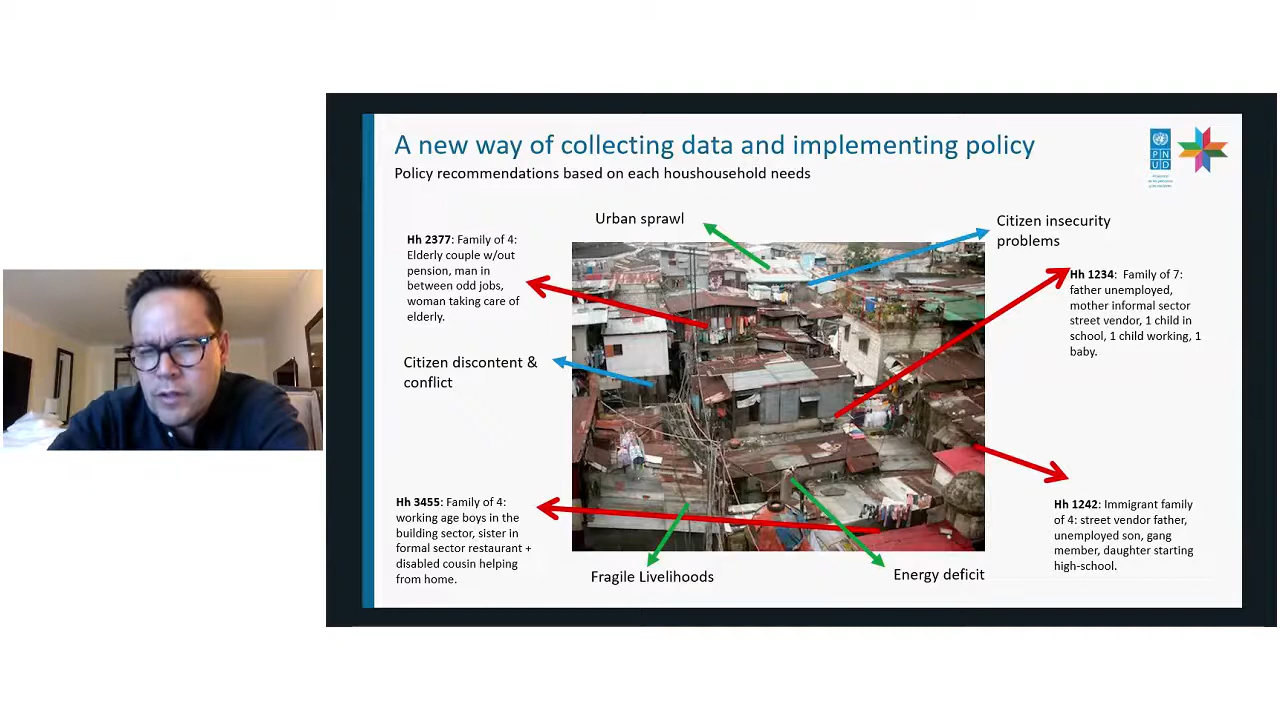 A new way of collecting data and implementing policy
Policy recommendations based on each houshousehold needs
P N
U D
Urban sprawl
Citizen insecurity
problems
Hh 2377: Family of 4:
Elderly couple w/out
pension, man in
between odd jobs,
woman taking care of
elderly.
Hh 1234: Family of 7:
father unemployed,
mother informal sector
street vendor, 1 child in
school, 1 child working, 1
baby.
Citizen discontent &
conflict
Hh 3455: Family of 4:
working age boys in the
building sector, sister in
formal sector restaurant +
disabled cousin helping
from home.
Hh 1242: Immigrant family
of 4: street vendor father,
unemployed son, gang
member, daughter starting
high-school.
Fragile Livelihoods
Energy deficit